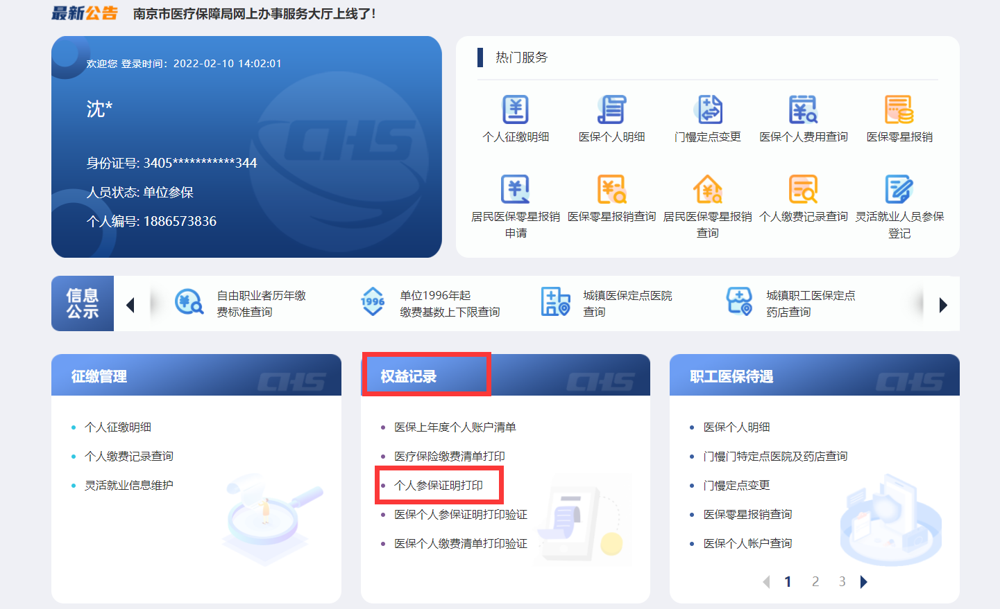 最新公告 南京市医疗保障局网上办事服务大厅上线了!
欢迎您 登录时间：2022-02-10 14:02:01
沈*
身份证号: 3405***********344
人员状态: 单位参保
个人编号: 1886573836
CHS
热门服务
个人征缴明细
医保个人明细
门慢定点变更
医保个人费用查询
医保零星报销
居民医保零星报销
申请
医保零星报销查询
居民医保零星报销
查询
个人缴费记录查询
灵活就业人员参保
登记
信息
公示
自由职业者历年缴
费标准查询
1996
单位1996年起
缴费基数上下限查询
城镇医保定点医院
查询
城镇职工医保定点
药店查询
征缴管理
CHS
个人征缴明细
个人缴费记录查询
灵活就业信息维护
权益记录
CHS
医保上年度个人账户清单
医疗保险缴费清单打印
个人参保证明打印
医保个人参保证明打印验证
医保个人缴费清单打印验证
职工医保待遇
CHS
医保个人明细
门慢门特定点医院及药店查询
门慢定点变更
医保零星报销查询
医保个人帐户查询
1 2 3